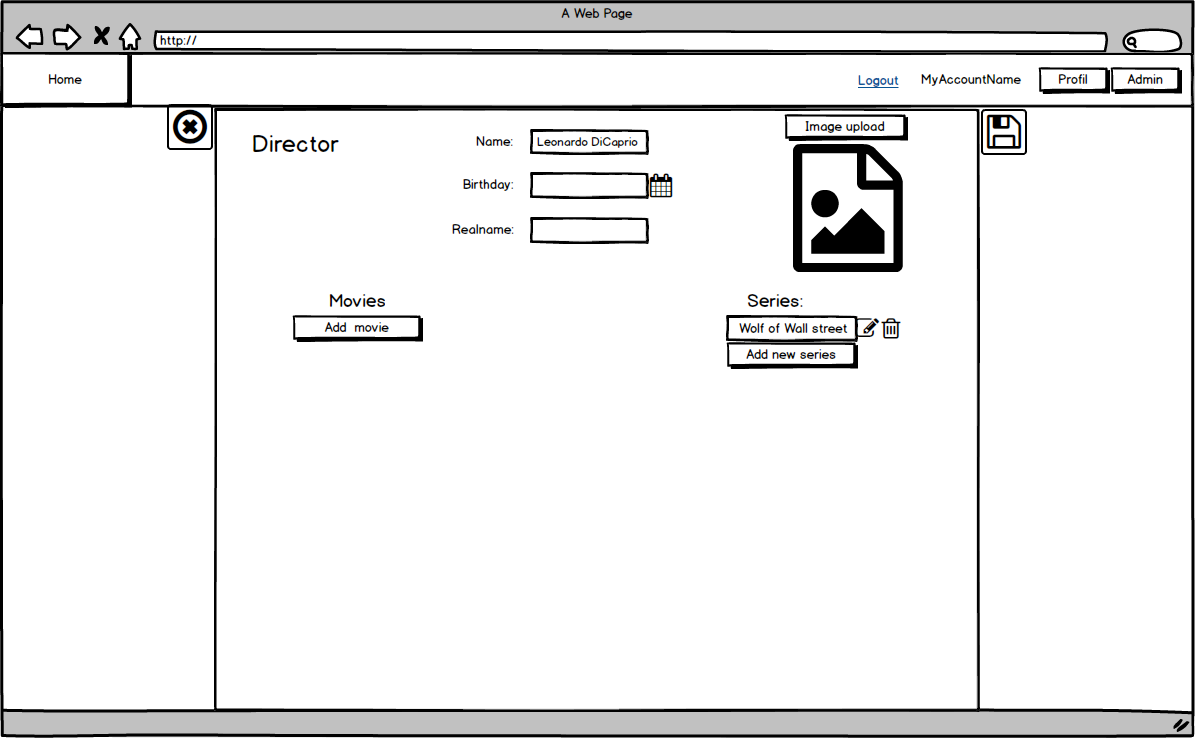 A Web Page
http://
Home
Logout
MyAccountName
Profil
Admin
Director
Name:
Leonardo DiCaprio
Image upload
Birthday:
Realname:
Movies
Add movie
Series:
Wolf of Wall street
Add new series